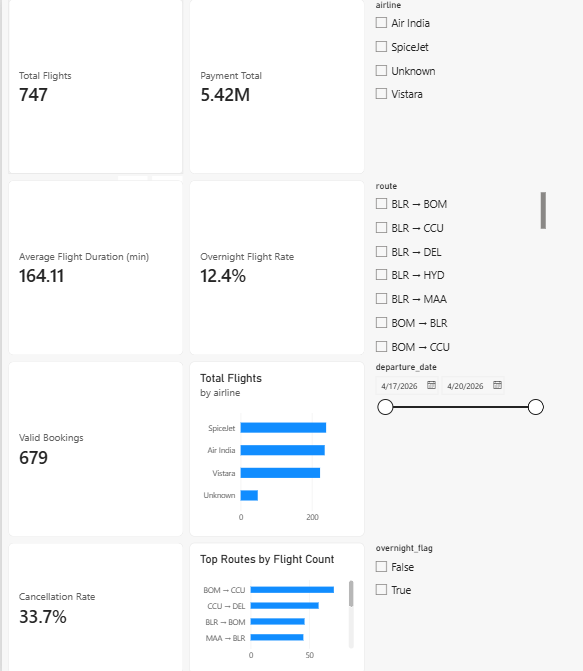 Total Flights
747
Payment Total
5.42M
airline
Air India
SpiceJet
Unknown
Vistara
Average Flight Duration (min)
164.11
Overnight Flight Rate
12.4%
route
BLR → BOM
BLR → CCU
BLR → DEL
BLR → HYD
BLR → MAA
BOM → BLR
BOM → CCU
departure_date
4/17/2026
4/20/2026
Valid Bookings
679
Total Flights
by airline
SpiceJet
Air India
Vistara
Unknown
0 200
Cancellation Rate
33.7%
Top Routes by Flight Count
BOM → CCU
CCU → DEL
BLR → BOM
MAA → BLR
0 50
overnight_flag
False
True